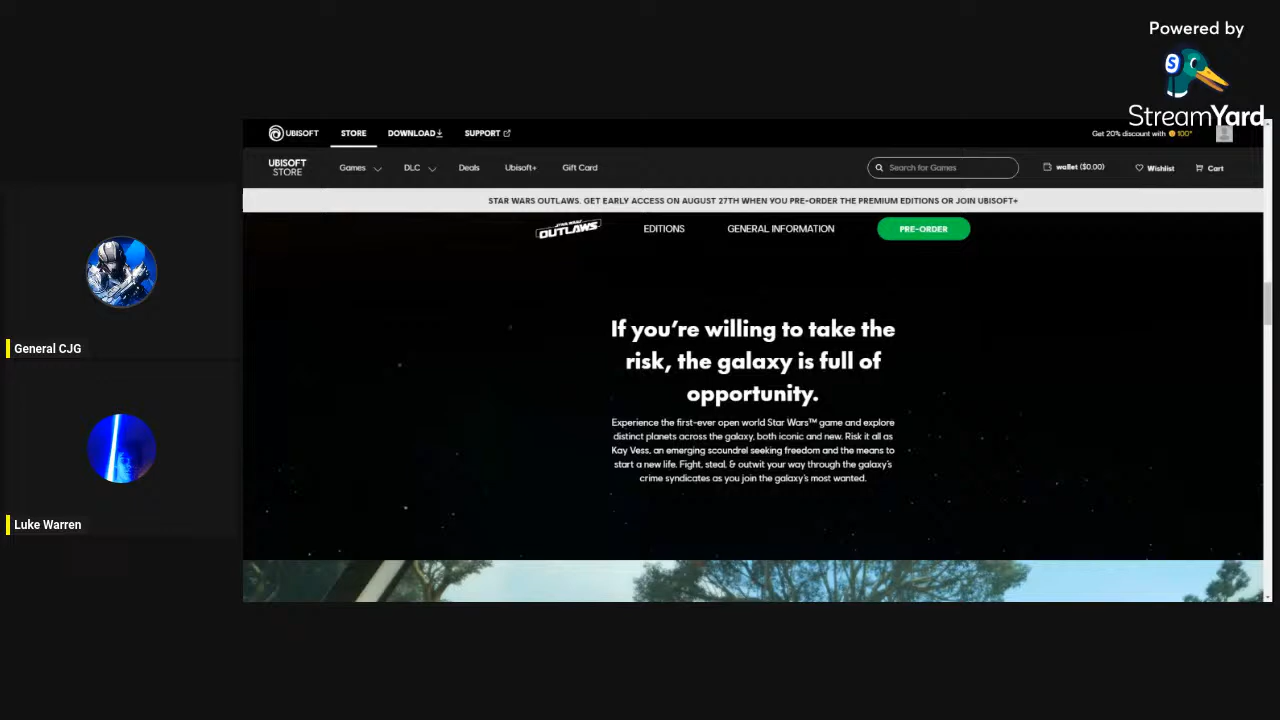 Powered by
StreamYard
UBISOFT STORE DOWNLOAD SUPPORT Get 20% discount with 100*
UBISOFT STORE Games DLC Deals Ubisoft+ Gift Card Search for Games wallet ($0.00) Wishlist Cart
STAR WARS OUTLAWS. GET EARLY ACCESS ON AUGUST 27TH WHEN YOU PRE-ORDER THE PREMIUM EDITIONS OR JOIN UBISOFT+
STAR WARS OUTLAWS EDITIONS GENERAL INFORMATION PRE-ORDER
If you're willing to take the
risk, the galaxy is full of
opportunity.
Experience the first-ever open world Star Wars™ game and explore
distinct planets across the galaxy, both iconic and new. Risk it all as
Kay Vess, an emerging scoundrel seeking freedom and the means to
start a new life. Fight, steal, & outwit your way through the galaxy's
crime syndicates as you join the galaxy's most wanted.
General CJG
Luke Warren